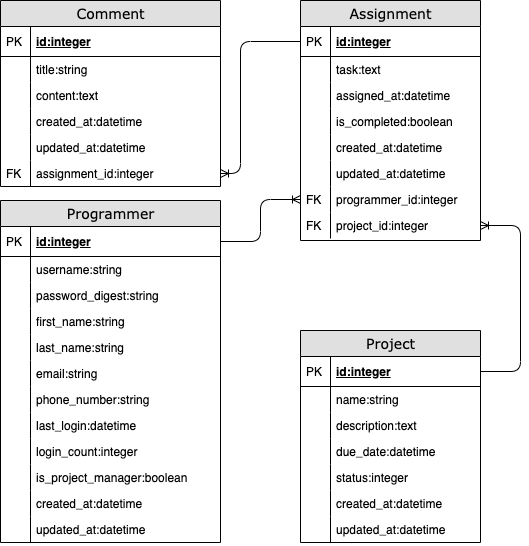 Comment
PK id:integer
title:string
content:text
created_at:datetime
updated_at:datetime
FK assignment_id:integer
Assignment
PK id:integer
task:text
assigned_at:datetime
is_completed:boolean
created_at:datetime
updated_at:datetime
FK programmer_id:integer
FK project_id:integer
Programmer
PK id:integer
username:string
password_digest:string
first_name:string
last_name:string
email:string
phone_number:string
last_login:datetime
login_count:integer
is_project_manager:boolean
created_at:datetime
updated_at:datetime
Project
PK id:integer
name:string
description:text
due_date:datetime
status:integer
created_at:datetime
updated_at:datetime